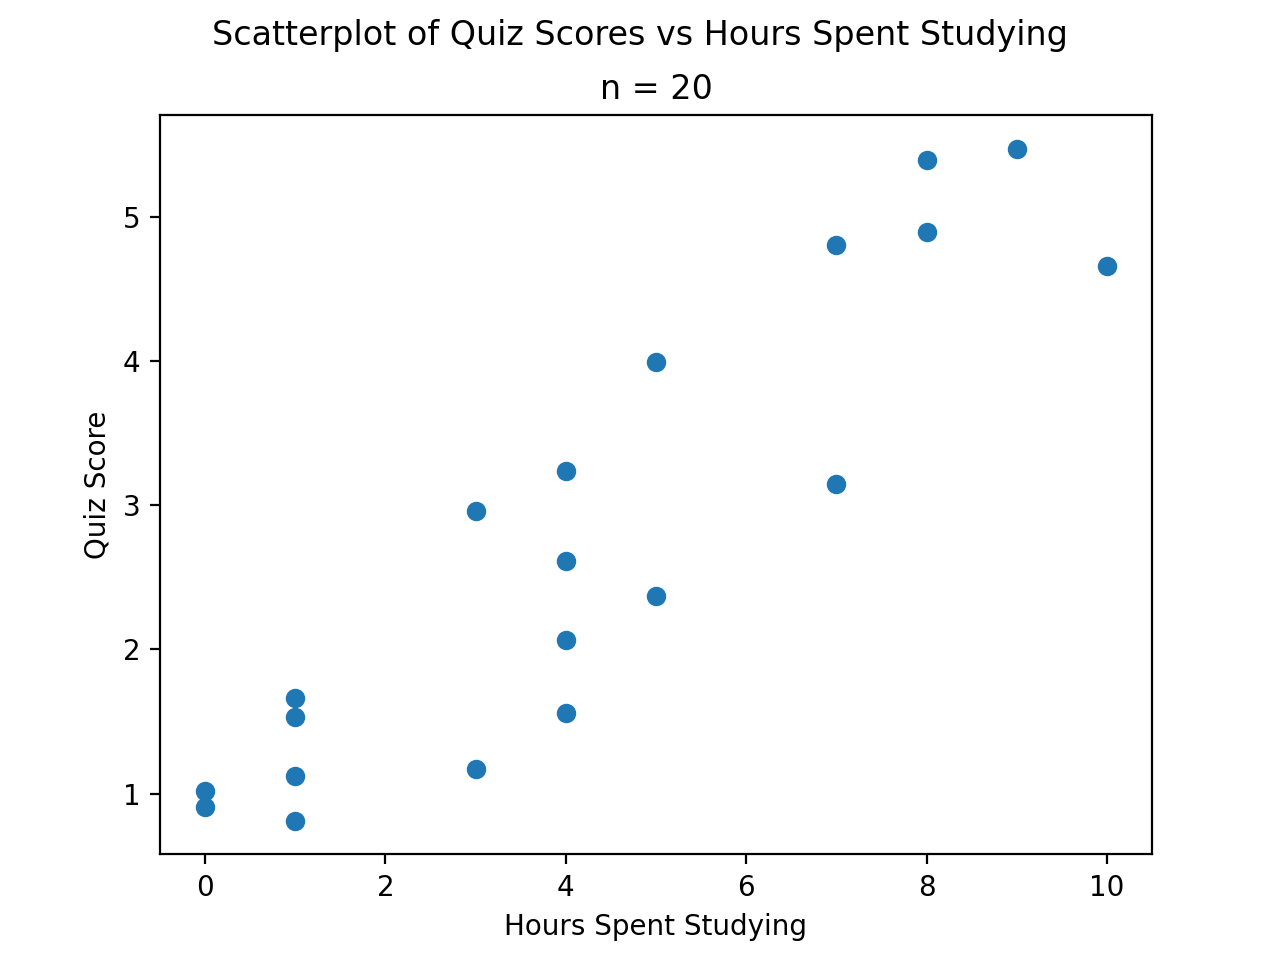 Scatterplot of Quiz Scores vs Hours Spent Studying
n = 20
5
4
3
2
1
Quiz Score
0 2 4 6 8 10
Hours Spent Studying